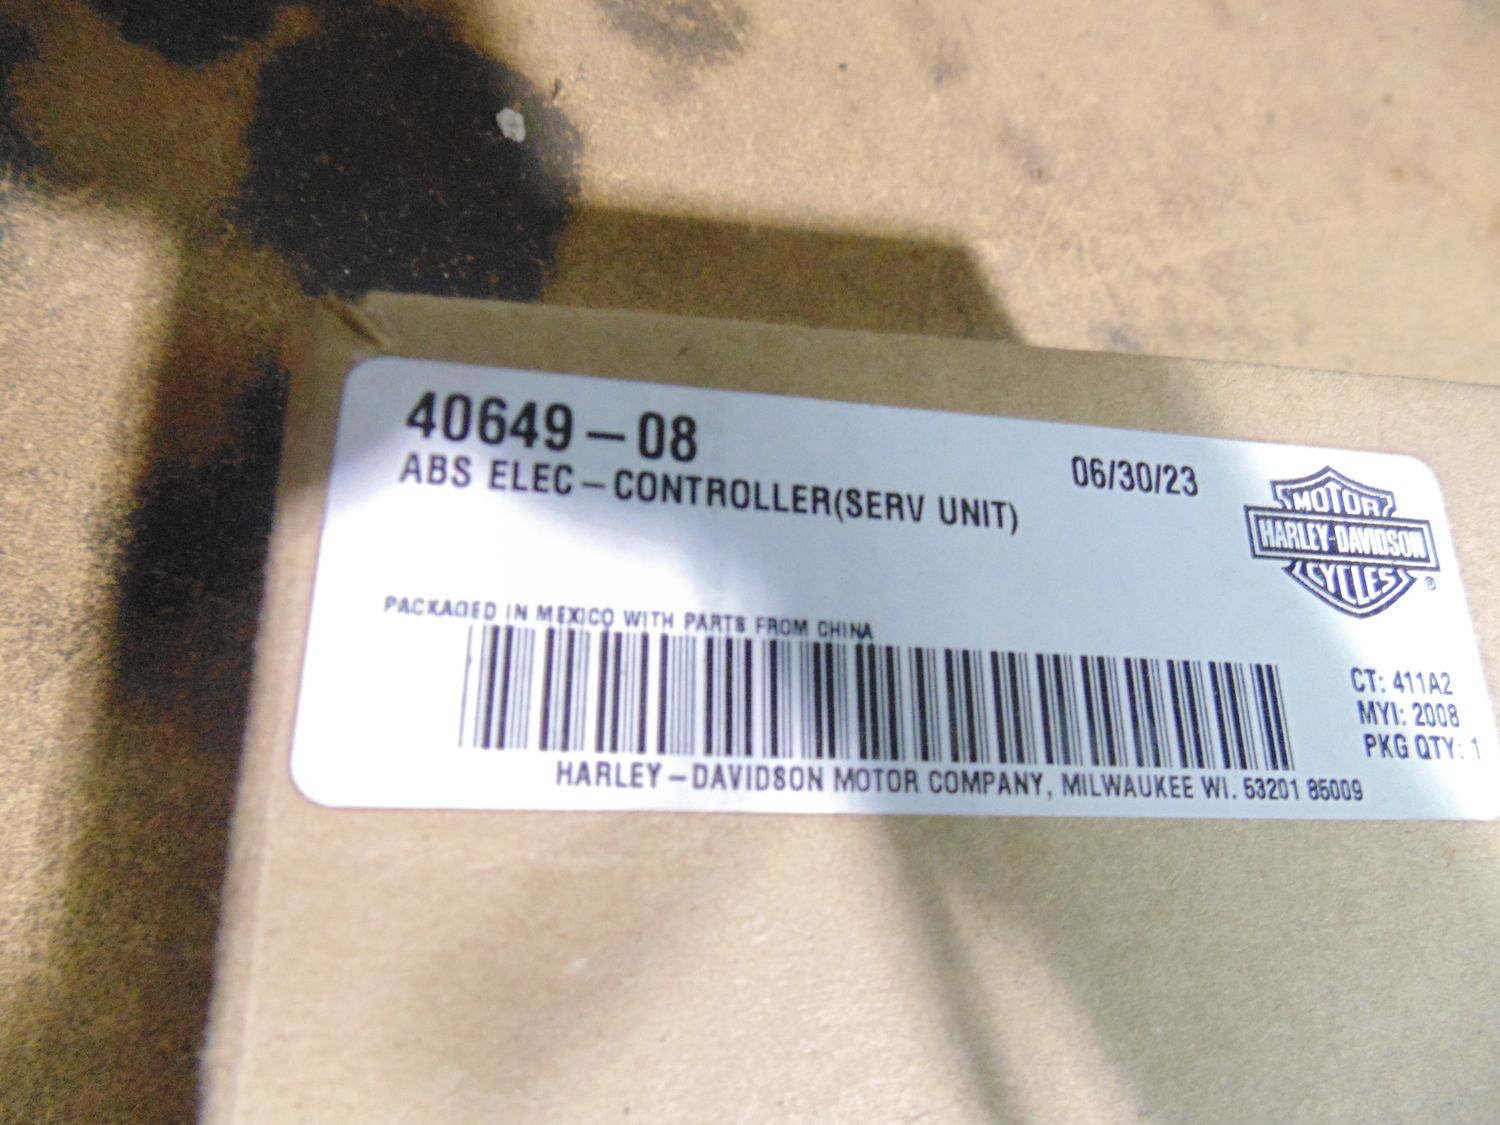 40649-08
ABS ELEC-CONTROLLER(SERV UNIT)
06/30/23
MOTOR
HARLEY-DAVIDSON
CYCLES
®
PACKAGED IN MEXICO WITH PARTS FROM CHINA
CT: 411A2
MYI: 2008
PKG QTY: 1
HARLEY-DAVIDSON MOTOR COMPANY, MILWAUKEE WI. 53201 85009